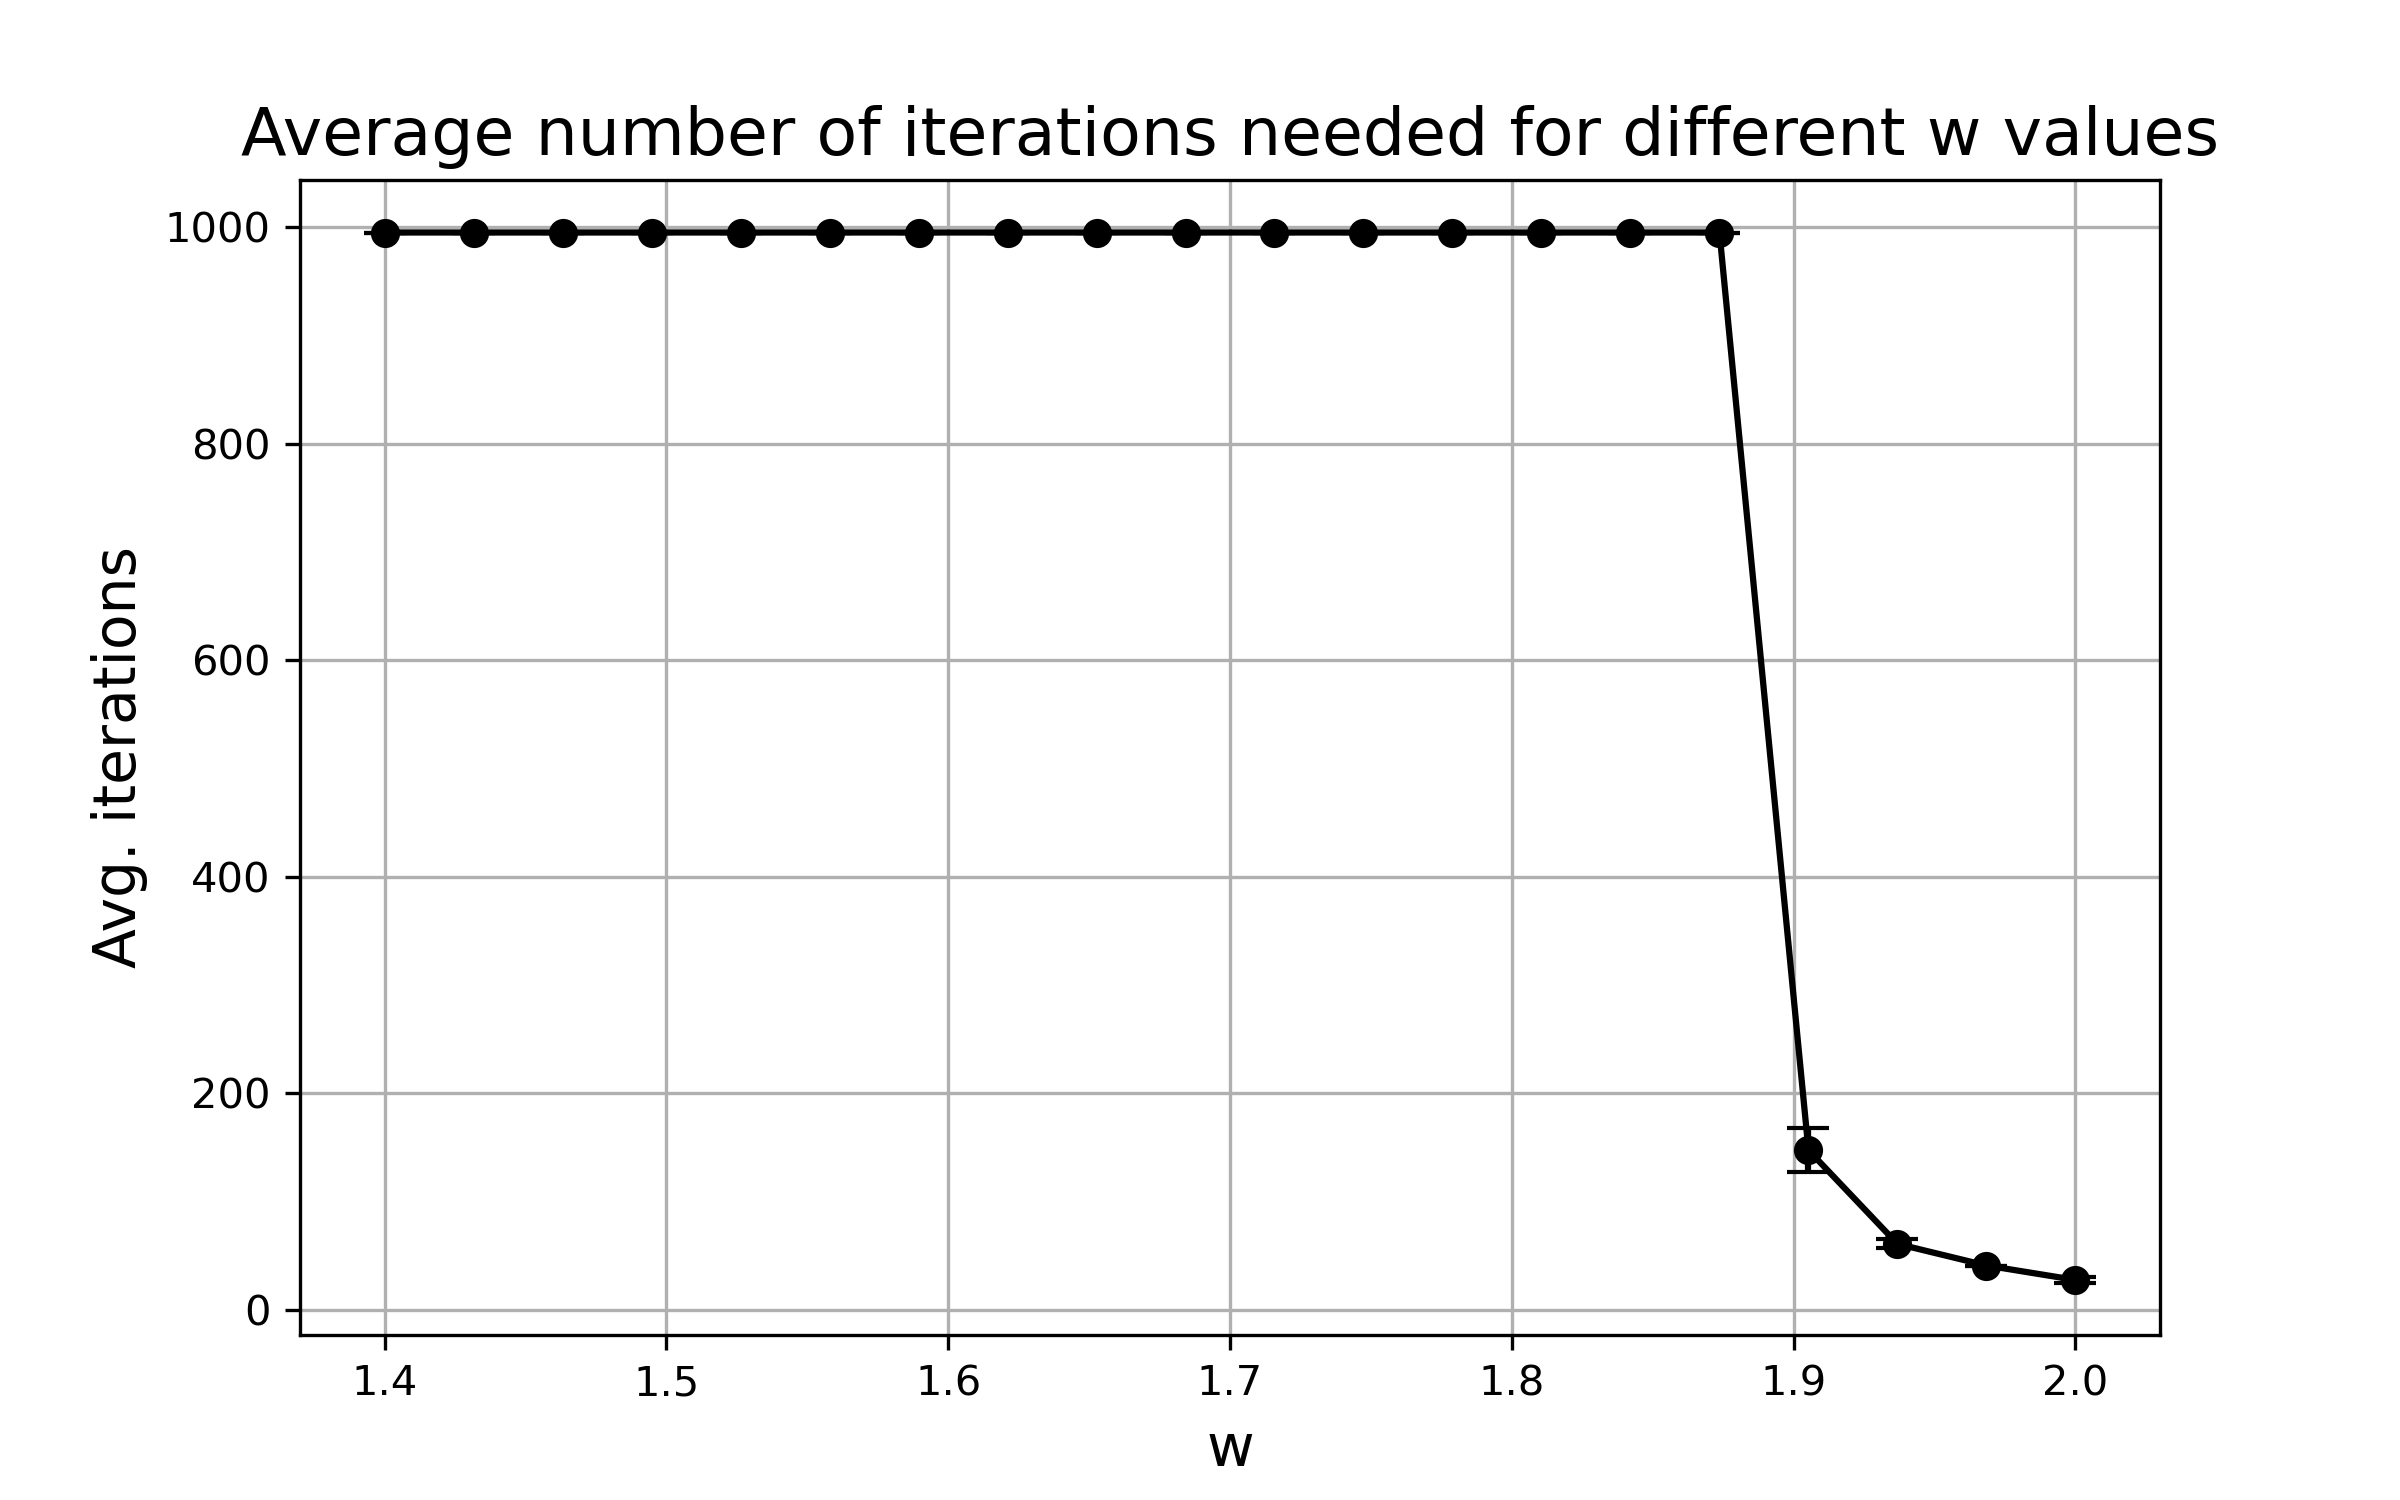 Average number of iterations needed for different w values
1000
800
600
400
200
0
Avg. iterations
1.4 1.5 1.6 1.7 1.8 1.9 2.0
w